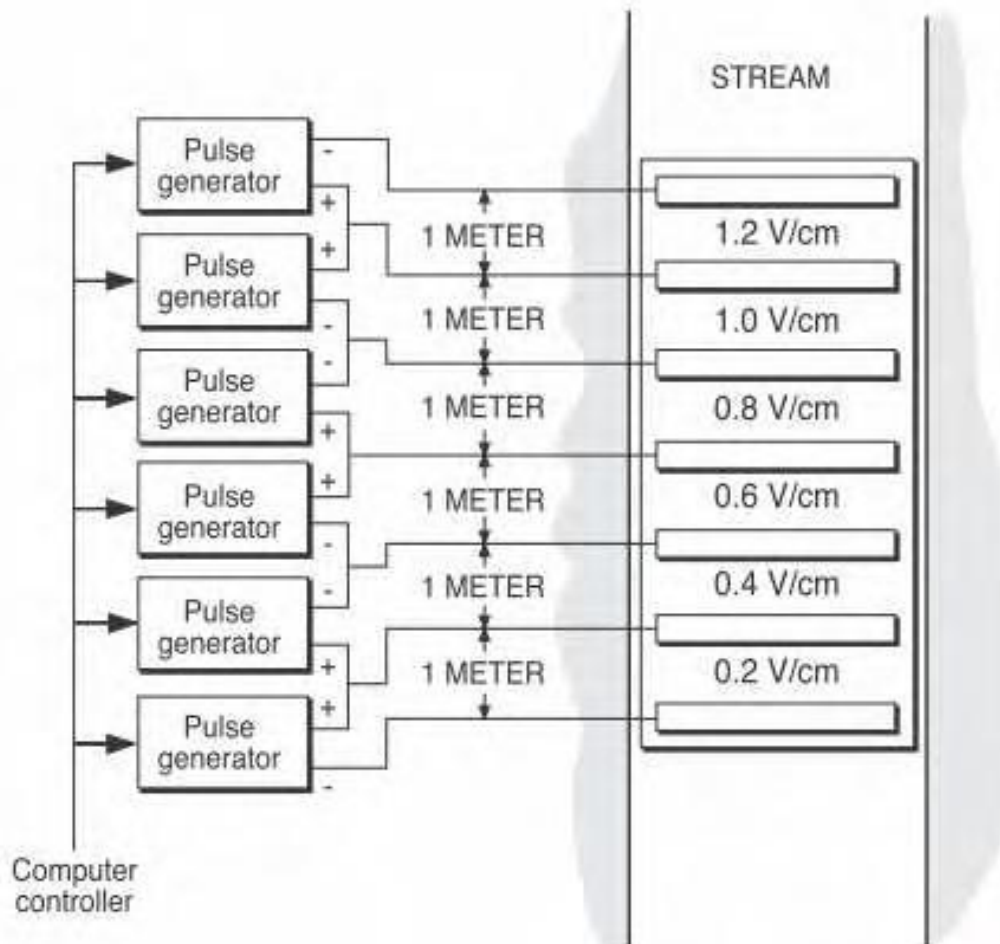 STREAM
Pulse
generator
-
+
1 METER
1.2 V/cm
Pulse
generator
+
-
1 METER
1.0 V/cm
Pulse
generator
-
+
1 METER
0.8 V/cm
Pulse
generator
+
-
1 METER
0.6 V/cm
Pulse
generator
-
+
1 METER
0.4 V/cm
Pulse
generator
+
-
1 METER
0.2 V/cm
Computer
controller